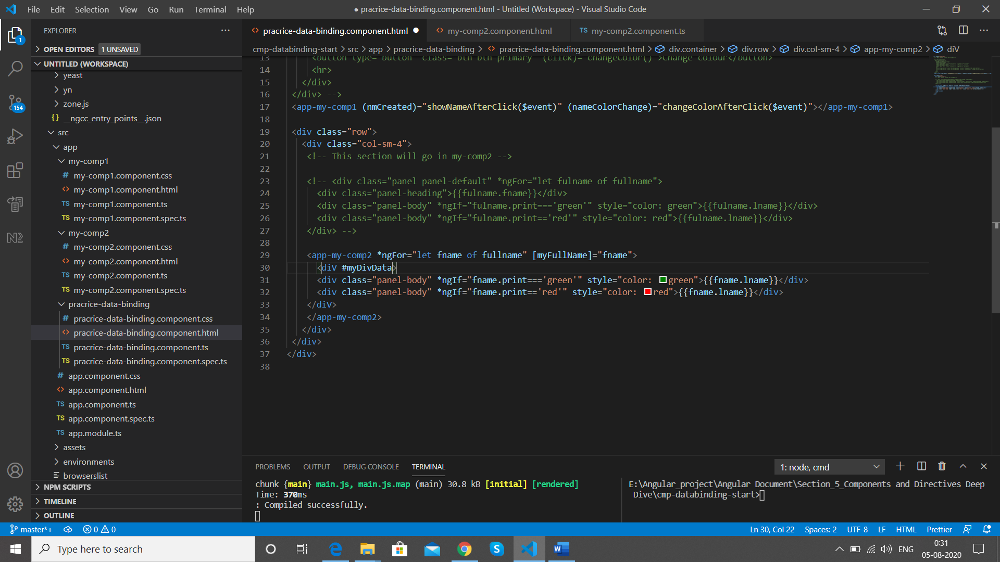 File Edit Selection View Go Run Terminal Help
● pracrice-data-binding.component.html - Untitled (Workspace) - Visual Studio Code
EXPLORER
OPEN EDITORS 1 UNSAVED
UNTITLED (WORKSPACE)
yeast
yn
zone.js
{} __ngcc_entry_points__.json
src
app
my-comp1
# my-comp1.component.css
<> my-comp1.component.html
TS my-comp1.component.ts
TS my-comp1.component.spec.ts
my-comp2
# my-comp2.component.css
<> my-comp2.component.html
TS my-comp2.component.ts
TS my-comp2.component.spec.ts
pracrice-data-binding
# pracrice-data-binding.component.css
<> pracrice-data-binding.component.html
TS pracrice-data-binding.component.ts
TS pracrice-data-binding.component.spec.ts
# app.component.css
<> app.component.html
TS app.component.ts
TS app.component.spec.ts
TS app.module.ts
assets
environments
browserslist
NPM SCRIPTS
TIMELINE
OUTLINE
1
154
<> pracrice-data-binding.component.html ● <> my-comp2.component.html TS my-comp2.component.ts
cmp-databinding-start > src > app > pracrice-data-binding > <> pracrice-data-binding.component.html > div.container > div.row > div.col-sm-4 > app-my-comp2 > diV
13 <button type="button" class="btn btn-primary" (click)="changecolor()">Change colour</button>
14 <hr>
15 </div>
16 </div> -->
17 <app-my-comp1 (nmCreated)="showNameAfterClick($event)" (nameColorChange)="changeColorAfterClick($event)"></app-my-comp1>
18
19 <div class="row">
20 <div class="col-sm-4">
21 <!-- This section will go in my-comp2 -->
22
23 <!-- <div class="panel panel-default" *ngFor="let fulname of fullname">
24 <div class="panel-heading">{{fulname.fname}}</div>
25 <div class="panel-body" *ngIf="fulname.print==='green'" style="color: green">{{fulname.lname}}</div>
26 <div class="panel-body" *ngIf="fulname.print=='red'" style="color: red">{{fulname.lname}}</div>
27 </div> -->
28
29 <app-my-comp2 *ngFor="let fname of fullname" [myFullName]="fname">
30 <diV #myDivData>
31 <div class="panel-body" *ngIf="fname.print==='green'" style="color: green">{{fname.lname}}</div>
32 <div class="panel-body" *ngIf="fname.print=='red'" style="color: red">{{fname.lname}}</div>
33 </diV>
34 </app-my-comp2>
35 </div>
36 </div>
37 </div>
38
PROBLEMS OUTPUT DEBUG CONSOLE TERMINAL
1: node, cmd
chunk {main} main.js, main.js.map (main) 30.8 kB [initial] [rendered]
Time: 370ms
: Compiled successfully.
E:\Angular_project\Angular Document\Section_5_Components and Directives Deep
Dive\cmp-databinding-start>
master*+ 0 0
Ln 30, Col 22 Spaces: 2 UTF-8 LF HTML Prettier
Type here to search
ENG
0:31
05-08-2020